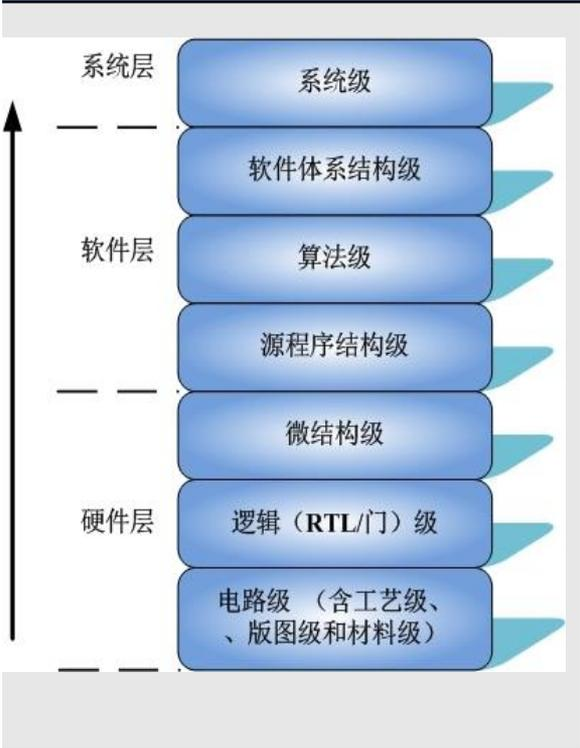 系统层
系统级
软件体系结构级
软件层
算法级
源程序结构级
微结构级
硬件层
逻辑（RTL/门）级
电路级 （含工艺级、
、版图级和材料级）